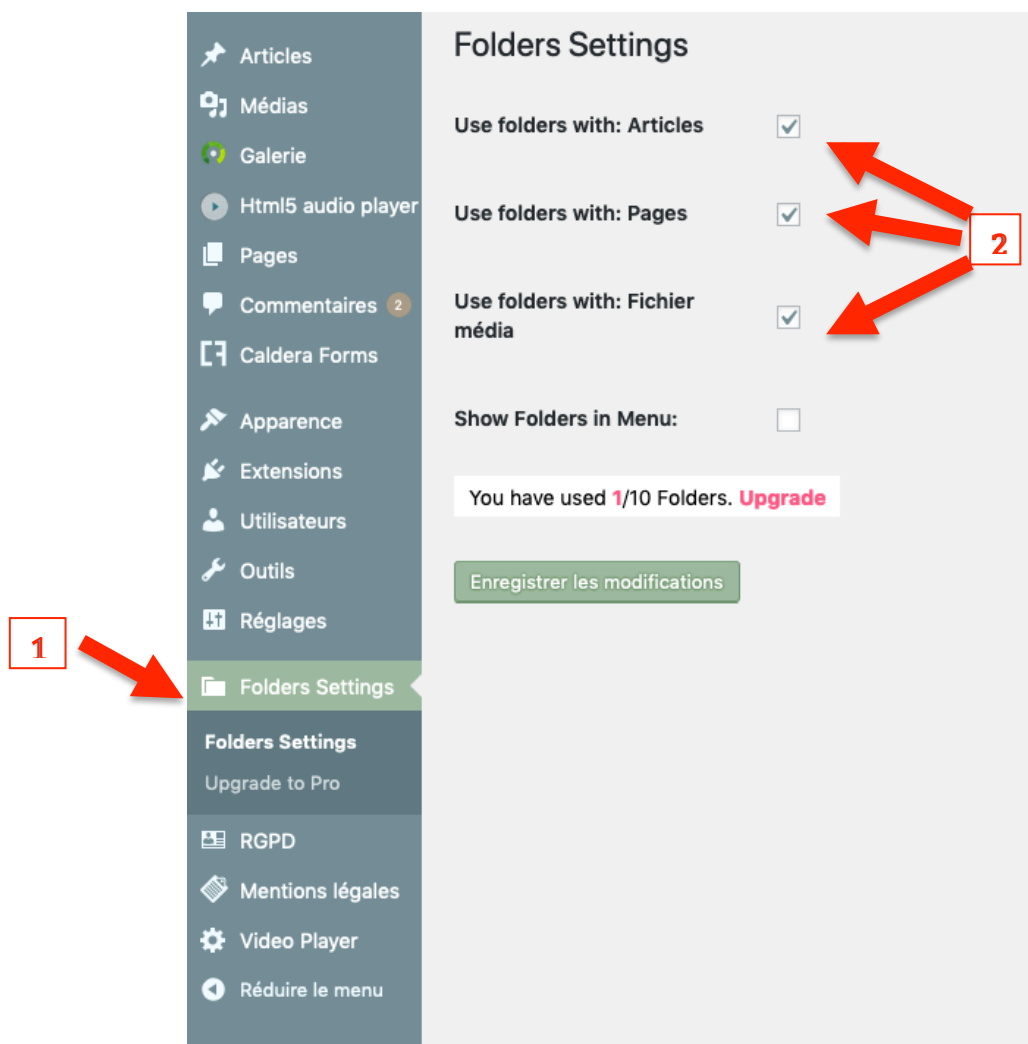 Articles
Médias
Galerie
Html5 audio player
Pages
Commentaires 2
Caldera Forms
Apparence
Extensions
Utilisateurs
Outils
Réglages
1
Folders Settings
Folders Settings
Upgrade to Pro
RGPD
Mentions légales
Video Player
Réduire le menu
Folders Settings
Use folders with: Articles
Use folders with: Pages
2
Use folders with: Fichier
média
Show Folders in Menu:
You have used 1/10 Folders. Upgrade
Enregistrer les modifications